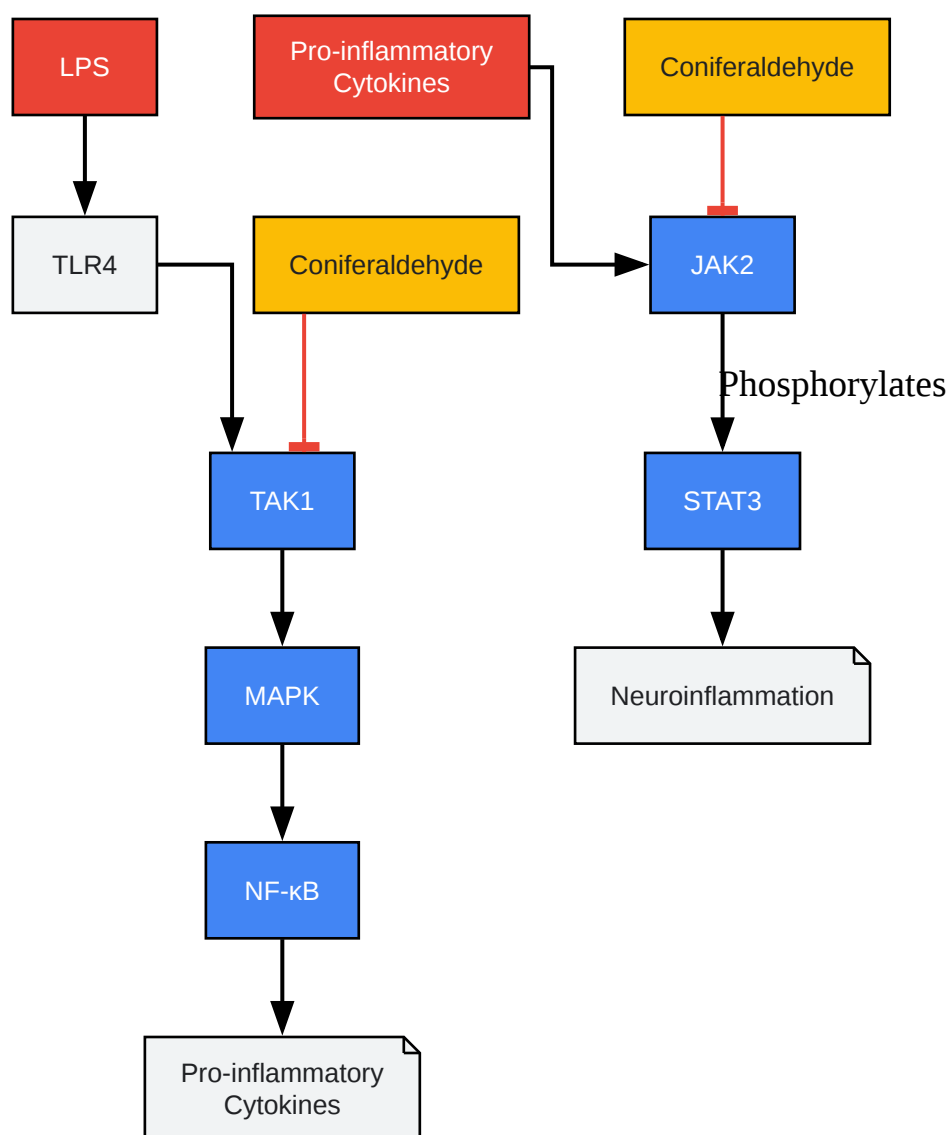 LPS
Pro-inflammatory
Cytokines
Coniferaldehyde
TLR4
Coniferaldehyde
JAK2
Phosphorylates
TAK1
STAT3
MAPK
Neuroinflammation
NF-κB
Pro-inflammatory
Cytokines